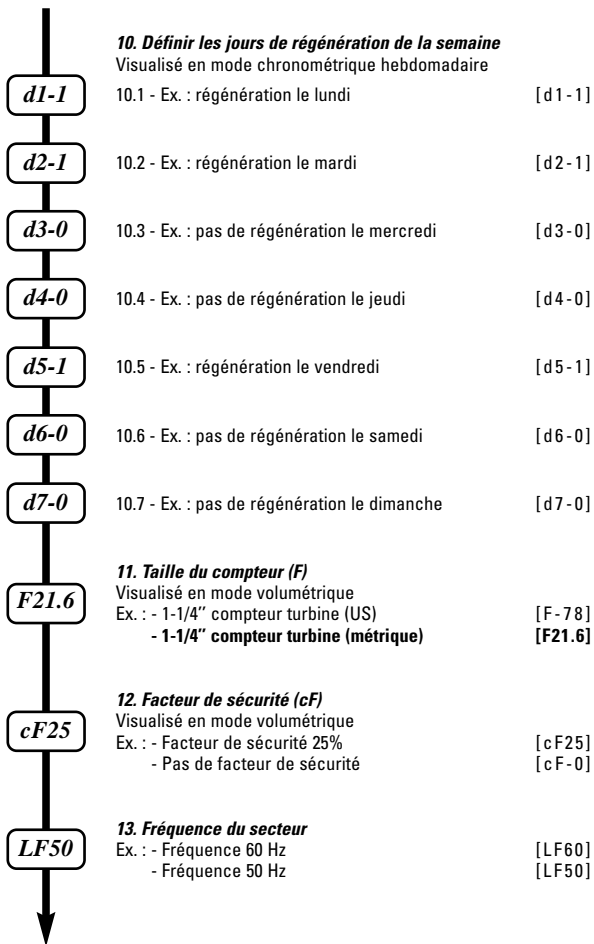 10. Définir les jours de régénération de la semaine
Visualisé en mode chronométrique hebdomadaire
d1-1 10.1 - Ex. : régénération le lundi [d1-1]
d2-1 10.2 - Ex. : régénération le mardi [d2-1]
d3-0 10.3 - Ex. : pas de régénération le mercredi [d3-0]
d4-0 10.4 - Ex. : pas de régénération le jeudi [d4-0]
d5-1 10.5 - Ex. : régénération le vendredi [d5-1]
d6-0 10.6 - Ex. : pas de régénération le samedi [d6-0]
d7-0 10.7 - Ex. : pas de régénération le dimanche [d7-0]
11. Taille du compteur (F)
F21.6 Visualisé en mode volumétrique
Ex. : - 1-1/4’’ compteur turbine (US) [F-78]
- 1-1/4’’ compteur turbine (métrique) [F21.6]
12. Facteur de sécurité (cF)
cF25 Visualisé en mode volumétrique
Ex. : - Facteur de sécurité 25% [cF25]
- Pas de facteur de sécurité [cF-0]
13. Fréquence du secteur
LF50 Ex. : - Fréquence 60 Hz [LF60]
- Fréquence 50 Hz [LF50]